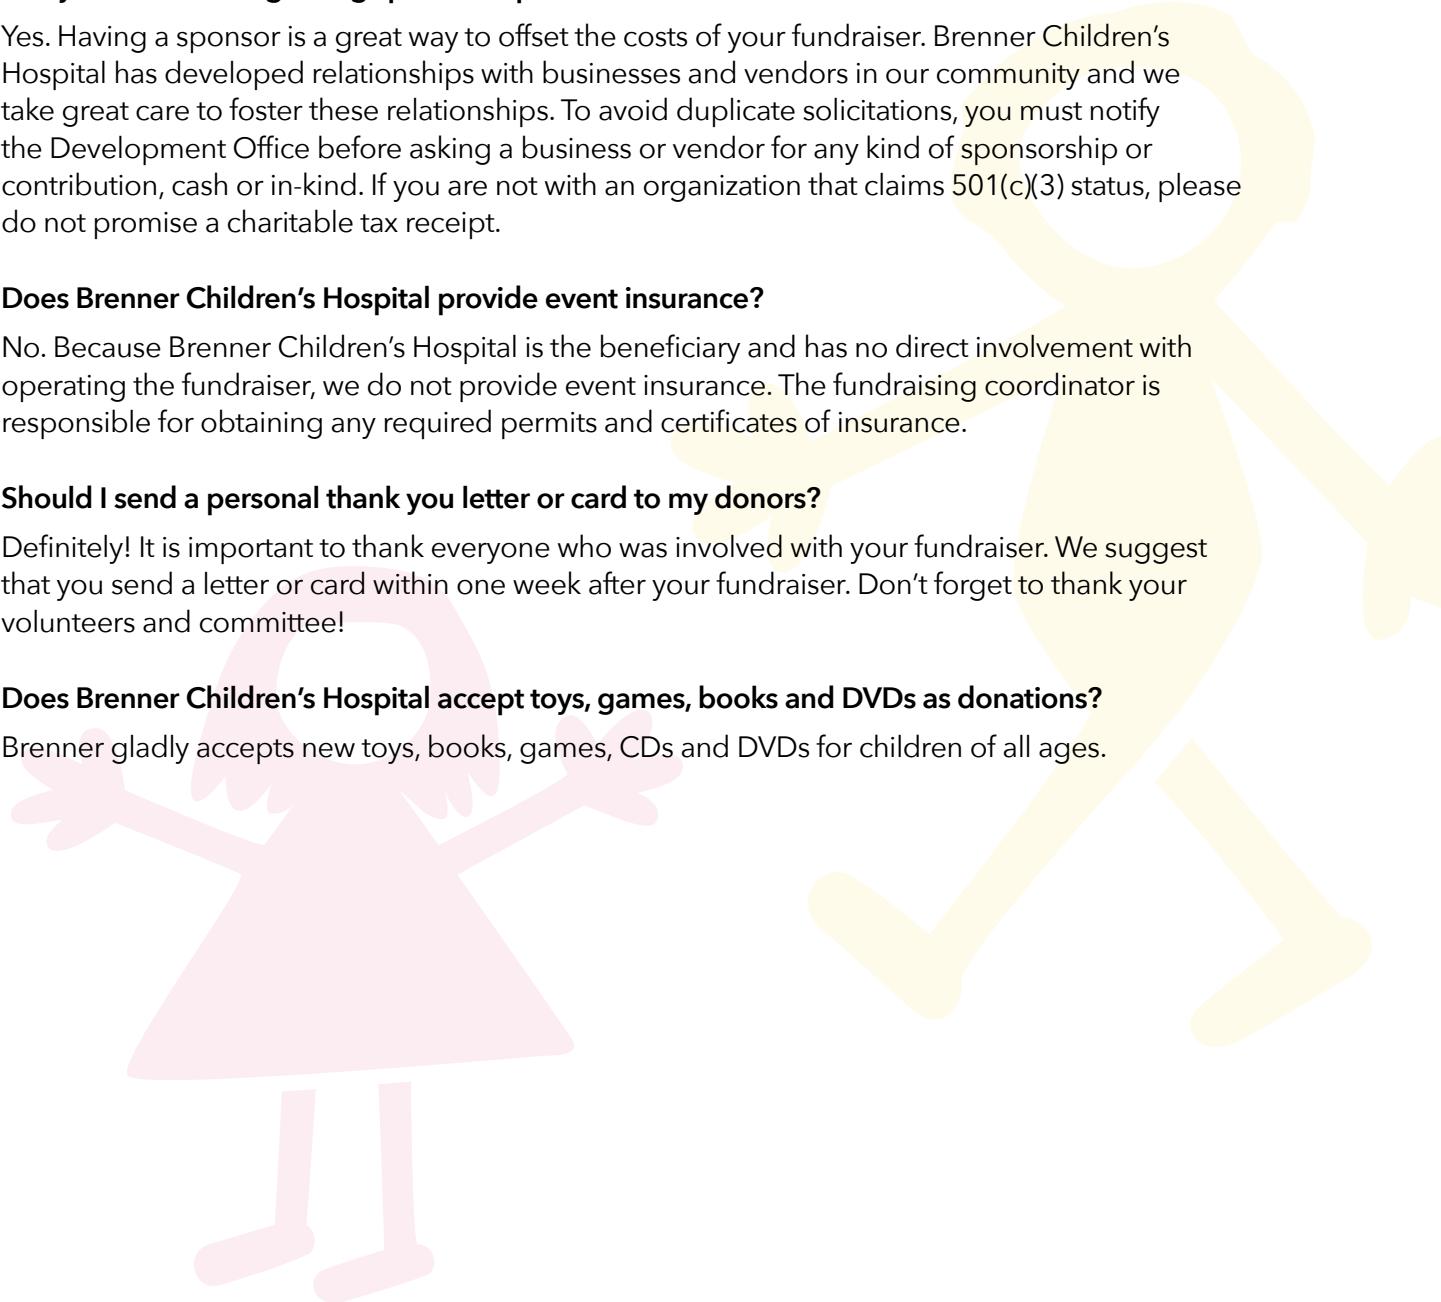 Yes. Having a sponsor is a great way to offset the costs of your fundraiser. Brenner Children’s
Hospital has developed relationships with businesses and vendors in our community and we
take great care to foster these relationships. To avoid duplicate solicitations, you must notify
the Development Office before asking a business or vendor for any kind of sponsorship or
contribution, cash or in-kind. If you are not with an organization that claims 501(c)(3) status, please
do not promise a charitable tax receipt.
Does Brenner Children’s Hospital provide event insurance?
No. Because Brenner Children’s Hospital is the beneficiary and has no direct involvement with
operating the fundraiser, we do not provide event insurance. The fundraising coordinator is
responsible for obtaining any required permits and certificates of insurance.
Should I send a personal thank you letter or card to my donors?
Definitely! It is important to thank everyone who was involved with your fundraiser. We suggest
that you send a letter or card within one week after your fundraiser. Don’t forget to thank your
volunteers and committee!
Does Brenner Children’s Hospital accept toys, games, books and DVDs as donations?
Brenner gladly accepts new toys, books, games, CDs and DVDs for children of all ages.